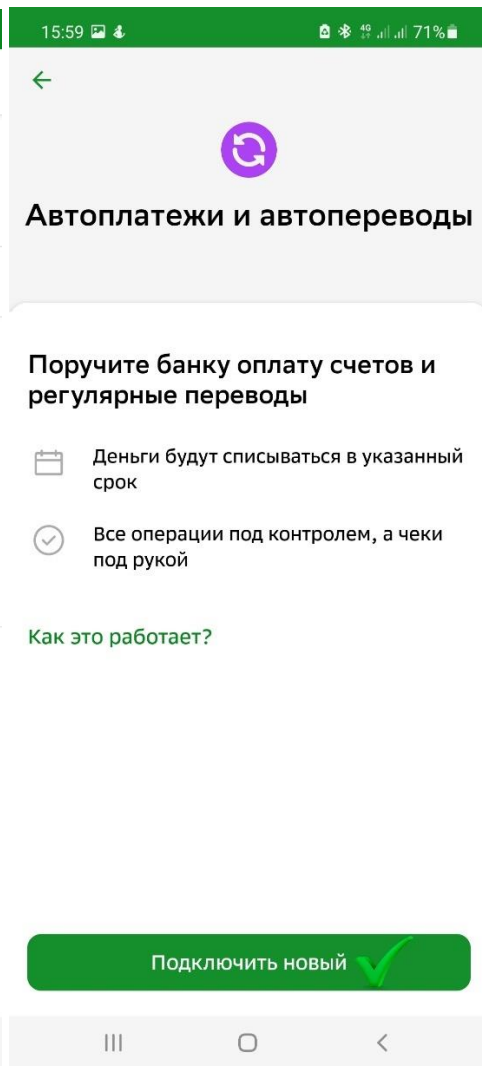 15:59 4G 71%
Автоплатежи и автопереводы
Поручите банку оплату счетов и
регулярные переводы
Деньги будут списываться в указанный
срок
Все операции под контролем, а чеки
под рукой
Как это работает?
Подключить новый